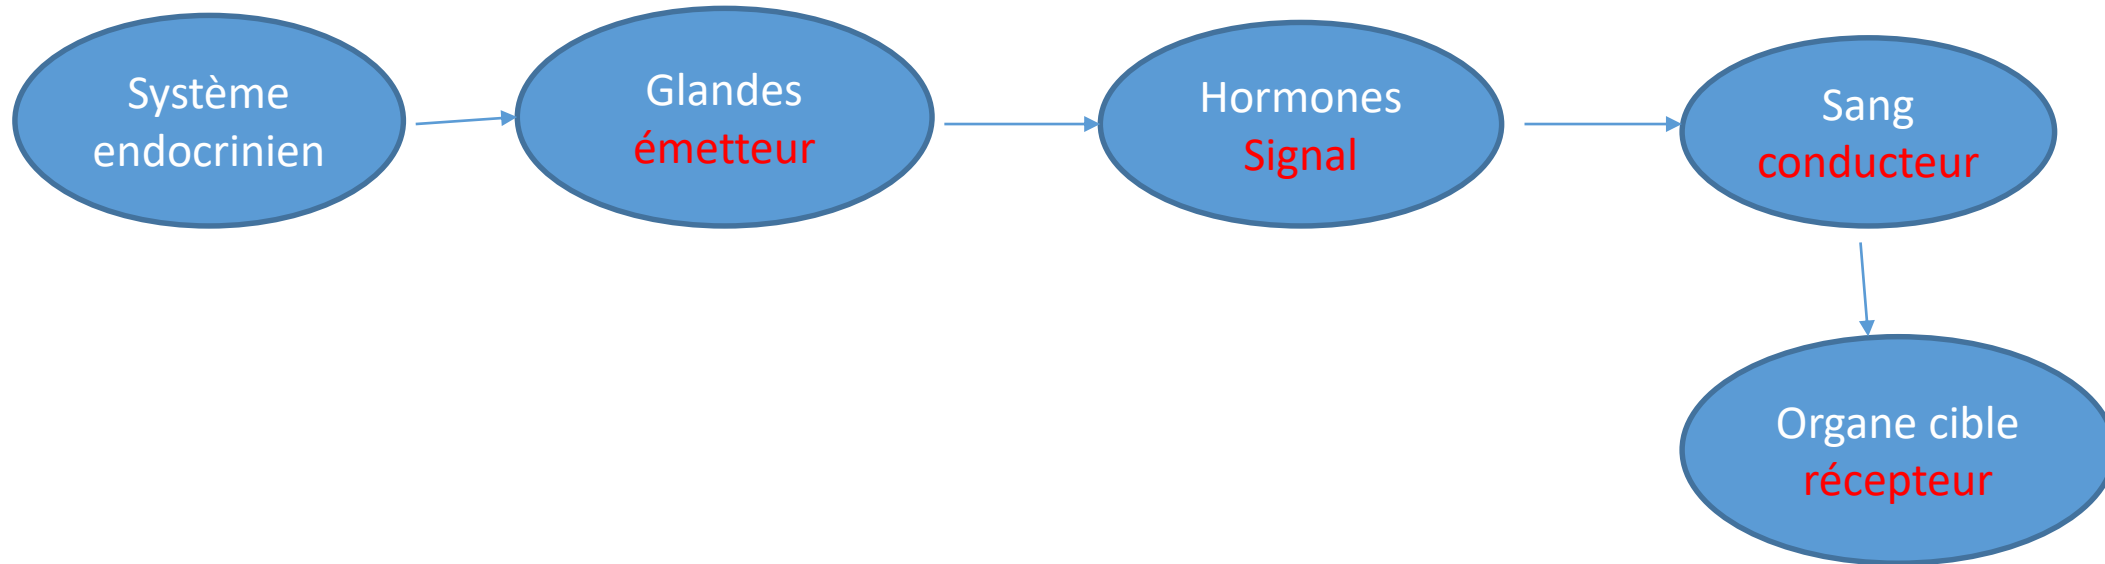 Système
endocrinien
Glandes
émetteur
Hormones
Signal
Sang
conducteur
Organe cible
récepteur